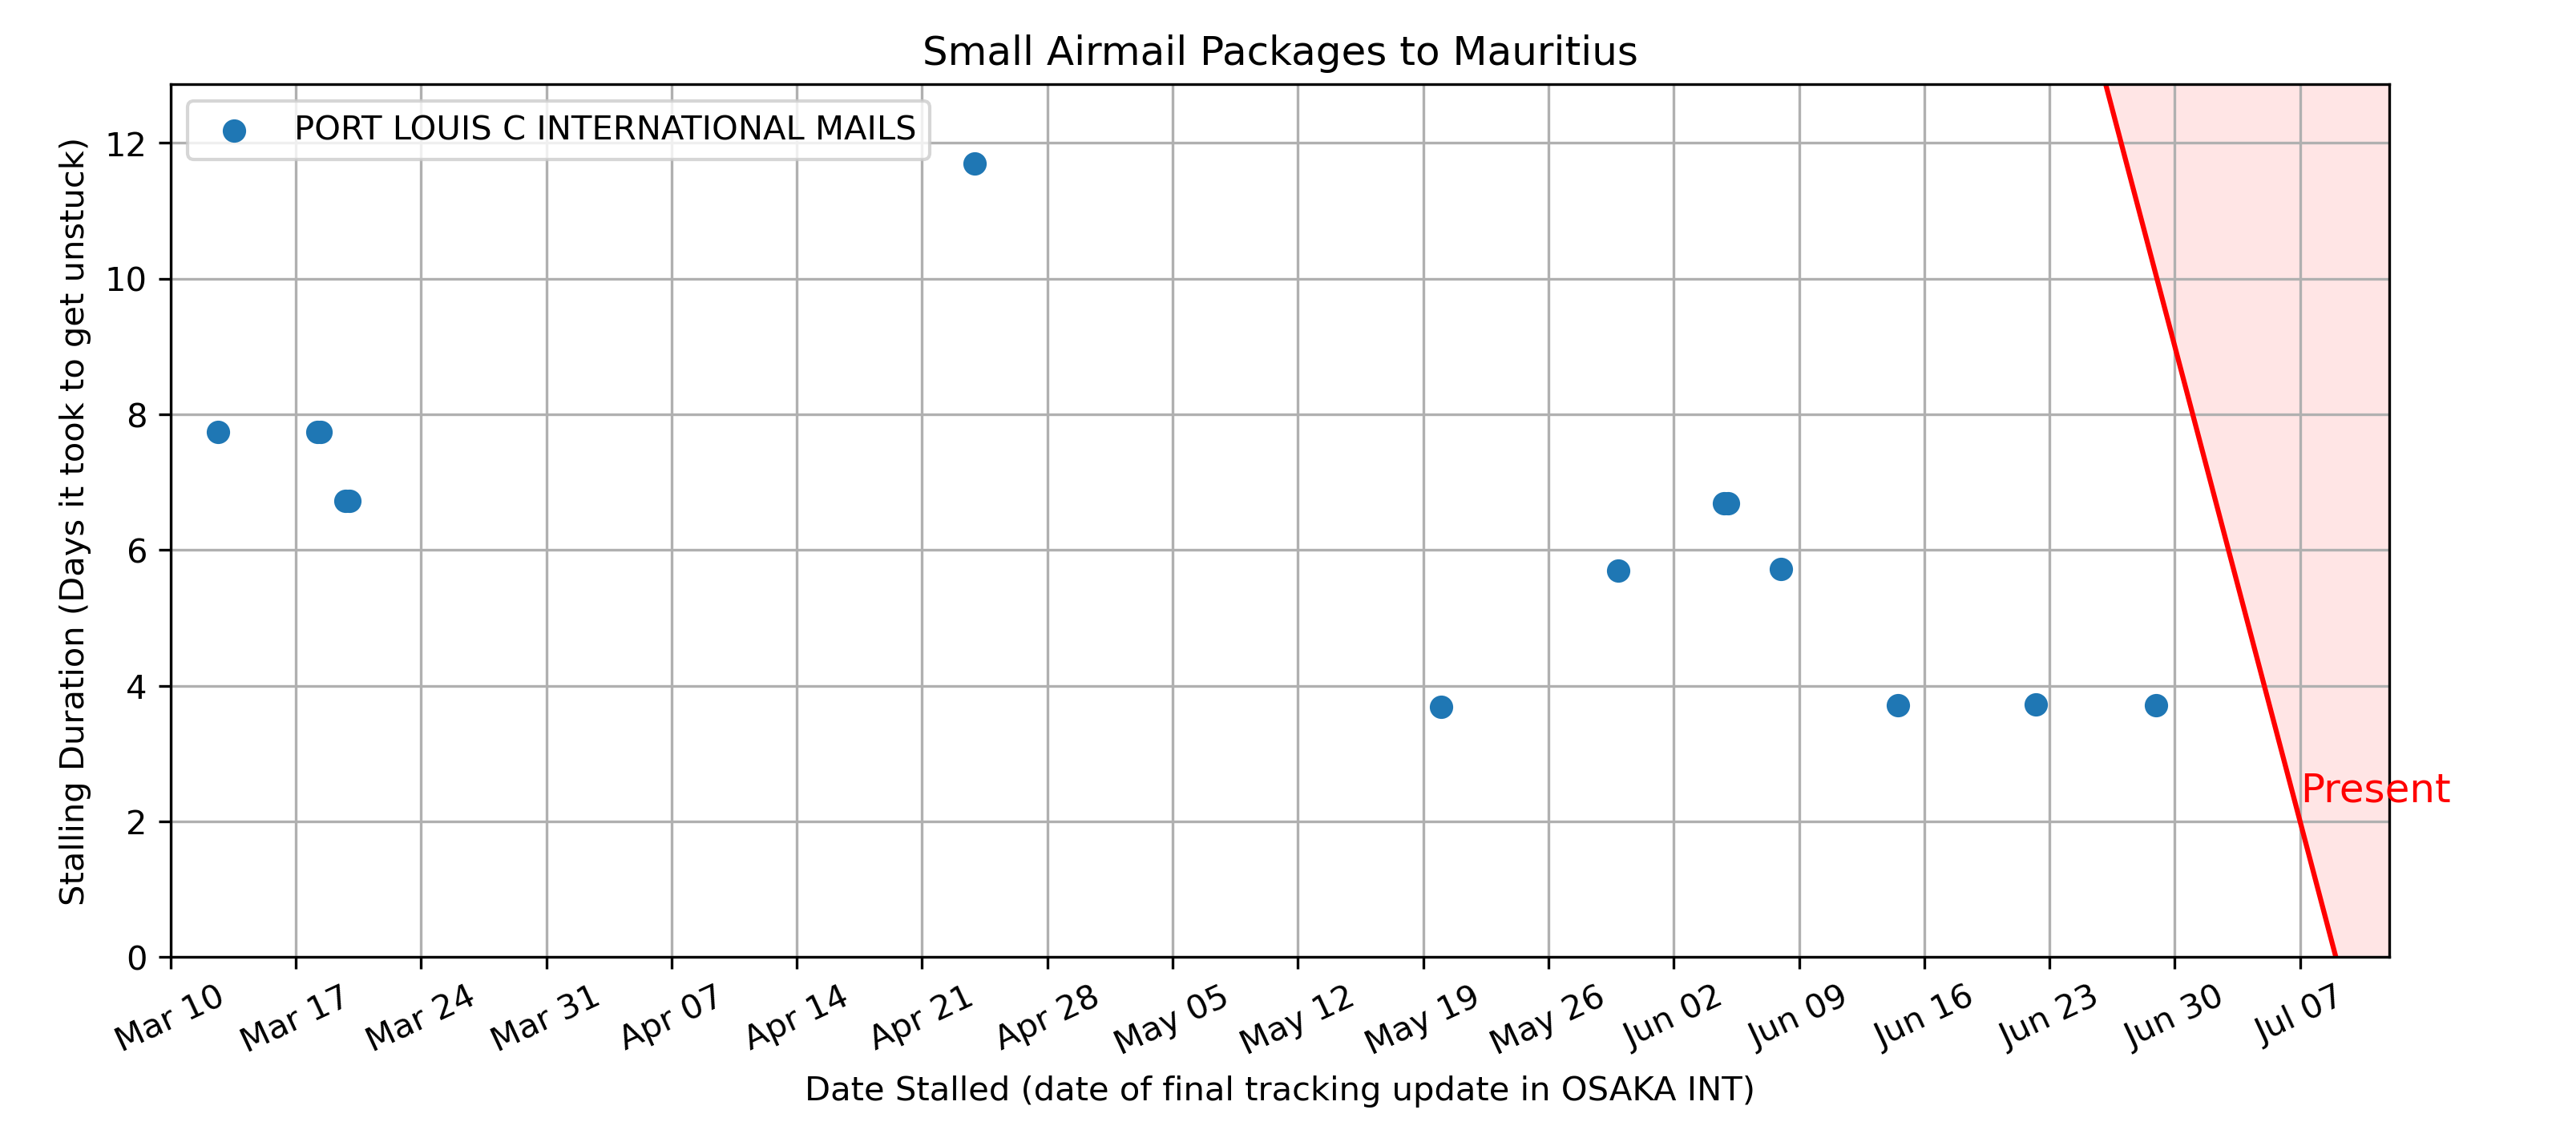 Small Airmail Packages to Mauritius
PORT LOUIS C INTERNATIONAL MAILS
Stalling Duration (Days it took to get unstuck)
12
10
8
6
4
2
0
Present
Mar 10
Mar 17
Mar 24
Mar 31
Apr 07
Apr 14
Apr 21
Apr 28
May 05
May 12
May 19
May 26
Jun 02
Jun 09
Jun 16
Jun 23
Jun 30
Jul 07
Date Stalled (date of final tracking update in OSAKA INT)